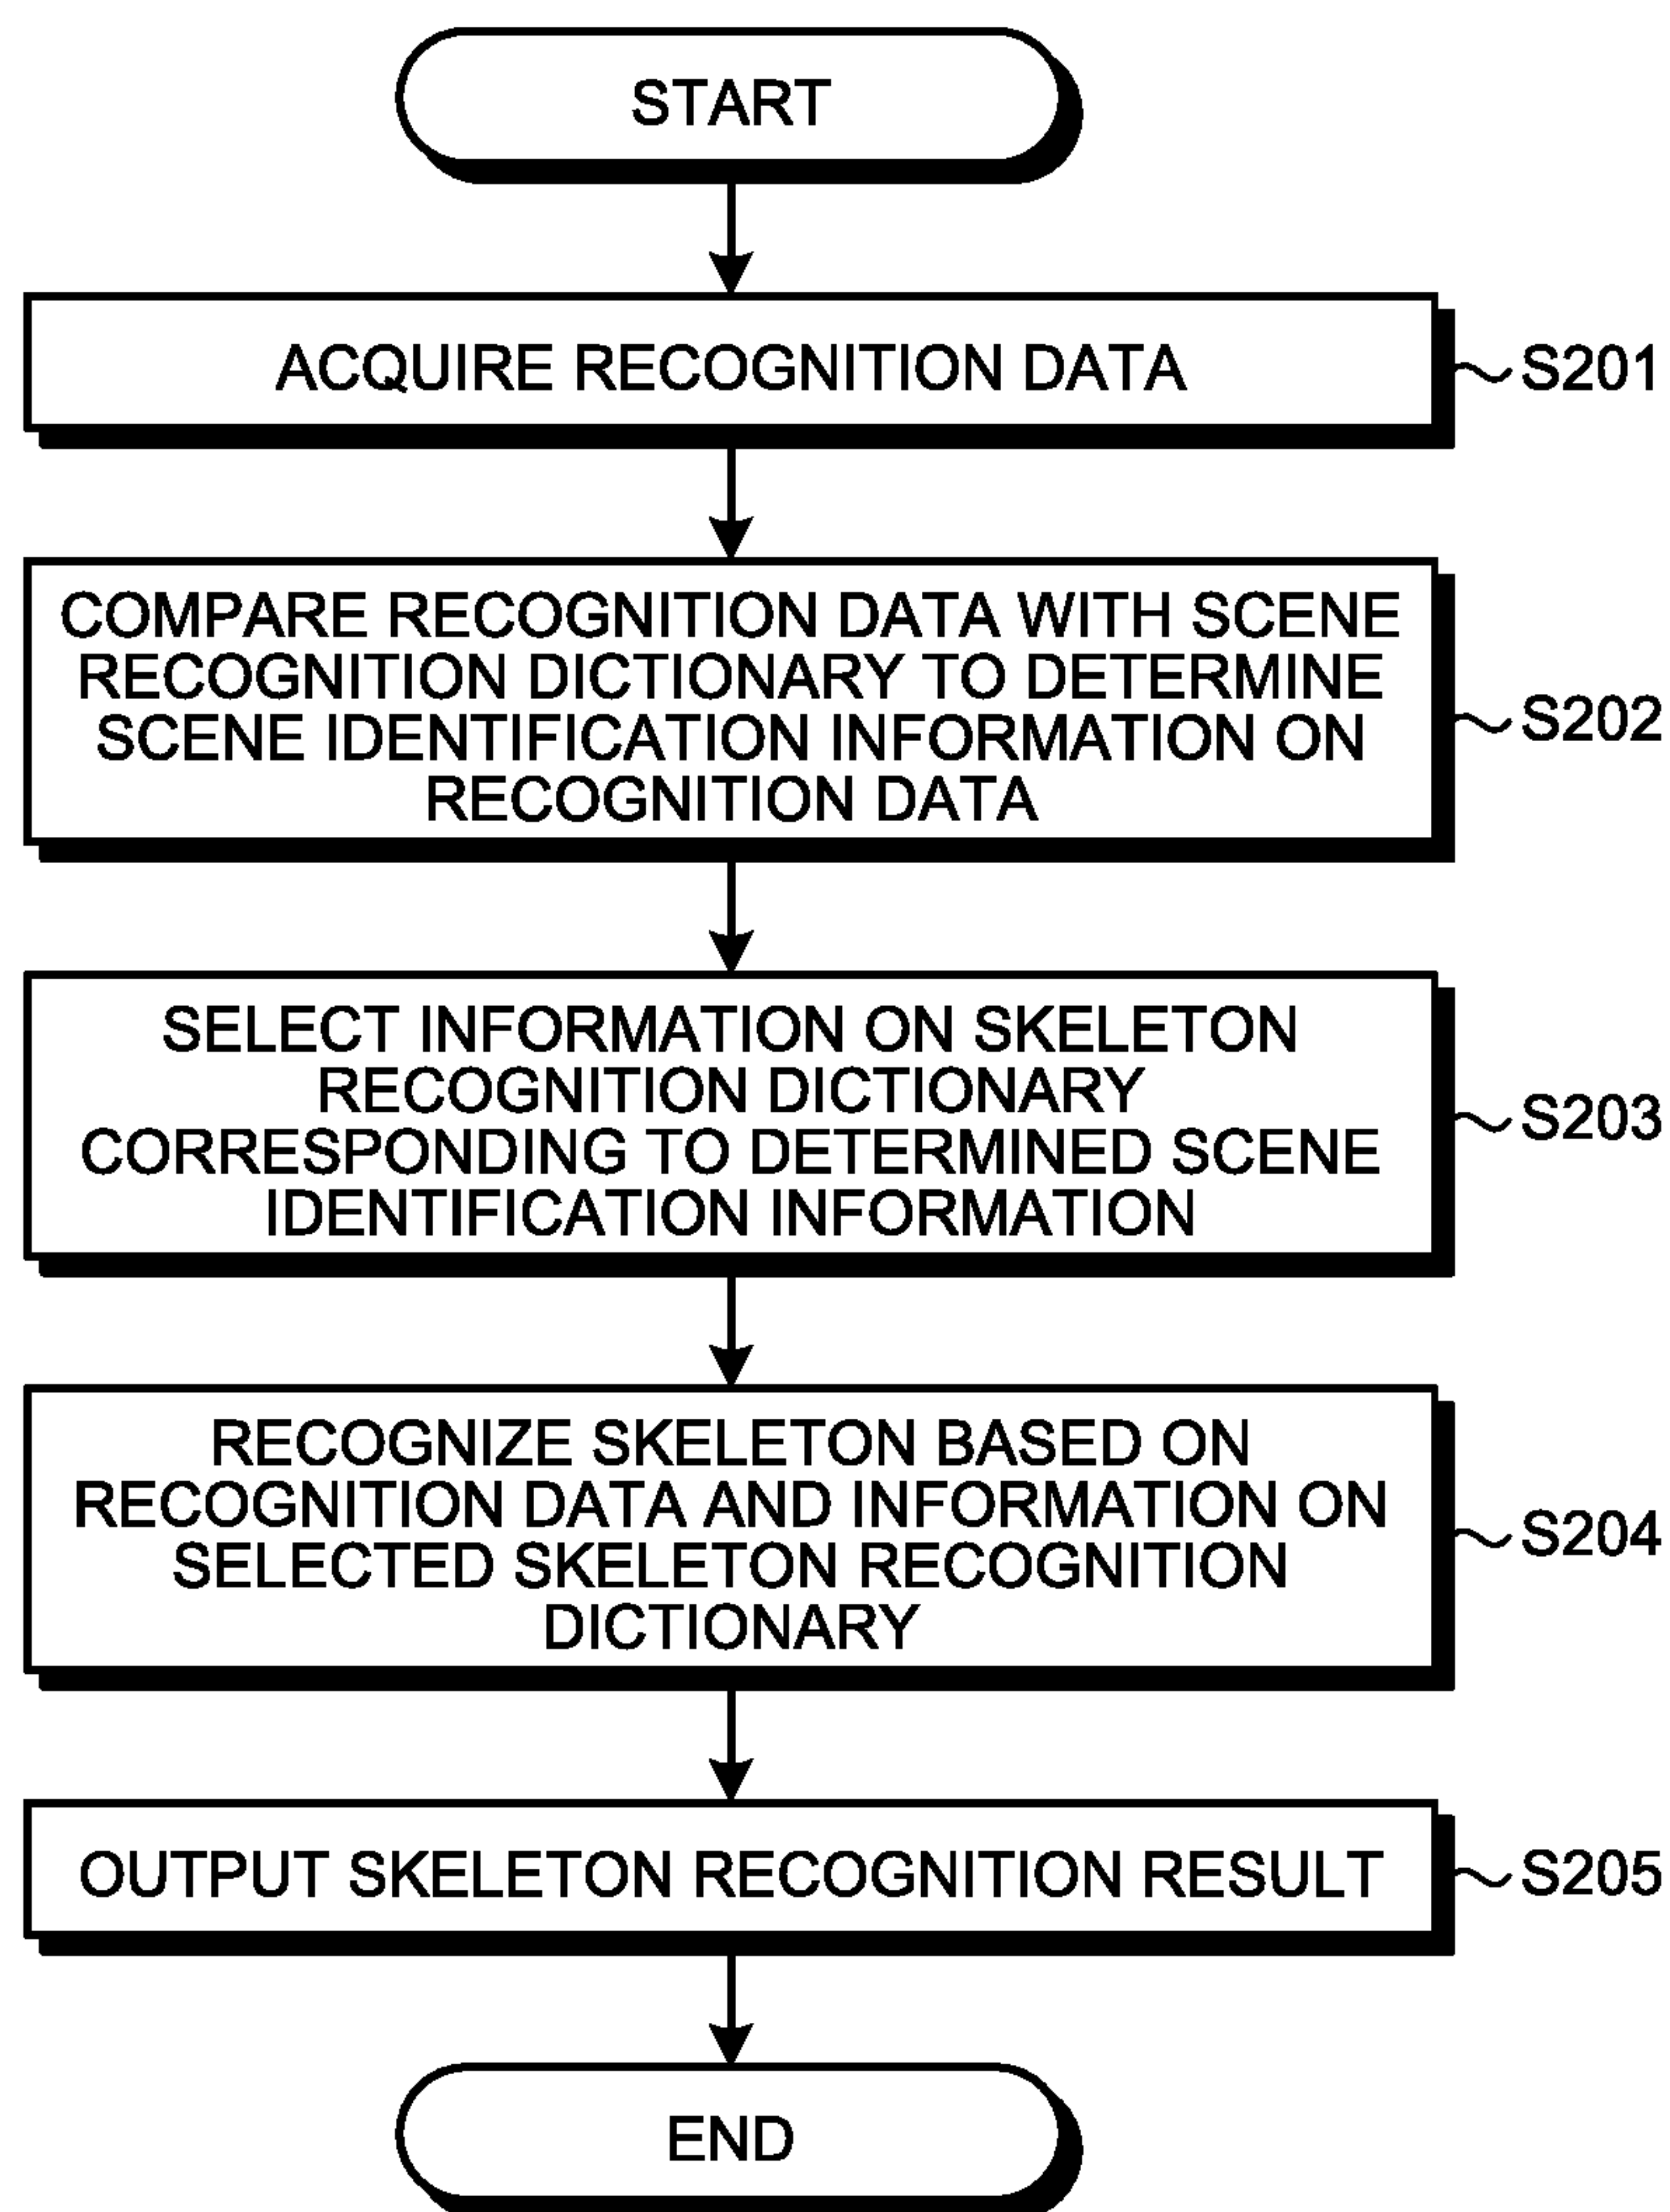 START
ACQUIRE RECOGNITION DATA
S201
COMPARE RECOGNITION DATA WITH SCENE
RECOGNITION DICTIONARY TO DETERMINE
SCENE IDENTIFICATION INFORMATION ON
RECOGNITION DATA
S202
SELECT INFORMATION ON SKELETON
RECOGNITION DICTIONARY
CORRESPONDING TO DETERMINED SCENE
IDENTIFICATION INFORMATION
S203
RECOGNIZE SKELETON BASED ON
RECOGNITION DATA AND INFORMATION ON
SELECTED SKELETON RECOGNITION
DICTIONARY
S204
OUTPUT SKELETON RECOGNITION RESULT
S205
END